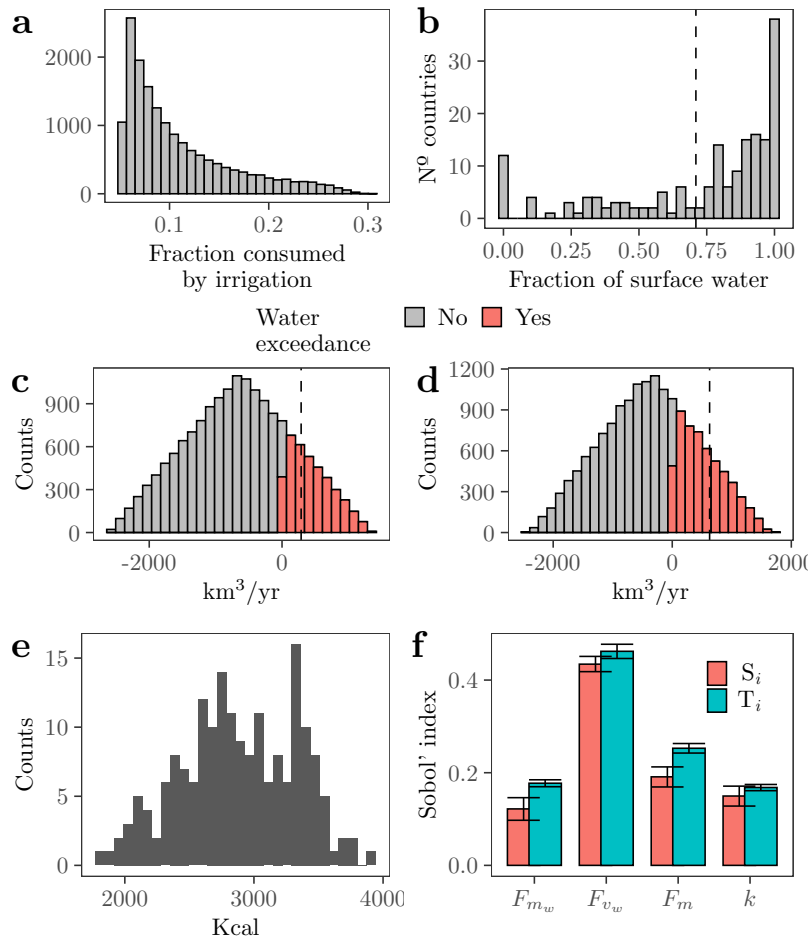 a
2000
1000
0
0.1 0.2 0.3
Fraction consumed
by irrigation
b
Nº countries
30
20
10
0
0.00 0.25 0.50 0.75 1.00
Fraction of surface water
Water
exceedance
No
Yes
c
Counts
900
600
300
0
-2000 0
km³/yr
d
Counts
1200
900
600
300
0
-2000 0 2000
km³/yr
e
Counts
15
10
5
0
2000 3000 4000
Kcal
f
Sobol' index
0.4
0.2
0.0
S_i
T_i
F_{m_w} F_{v_w} F_m k